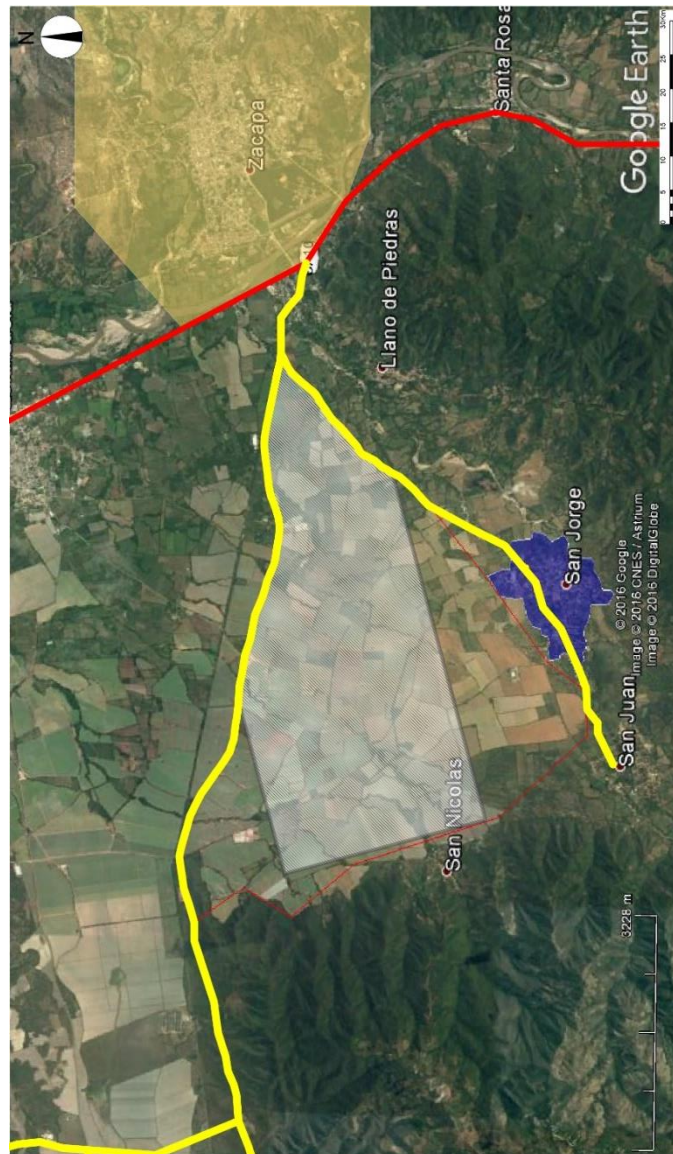 N
Zacapa
Llano de Piedras
San Nicolas
Santa Rosa
San Jorge
San Juan
3228 m
© 2016 Google
Image © 2016 CNES / Astrium
Image © 2016 DigitalGlobe
Google Earth